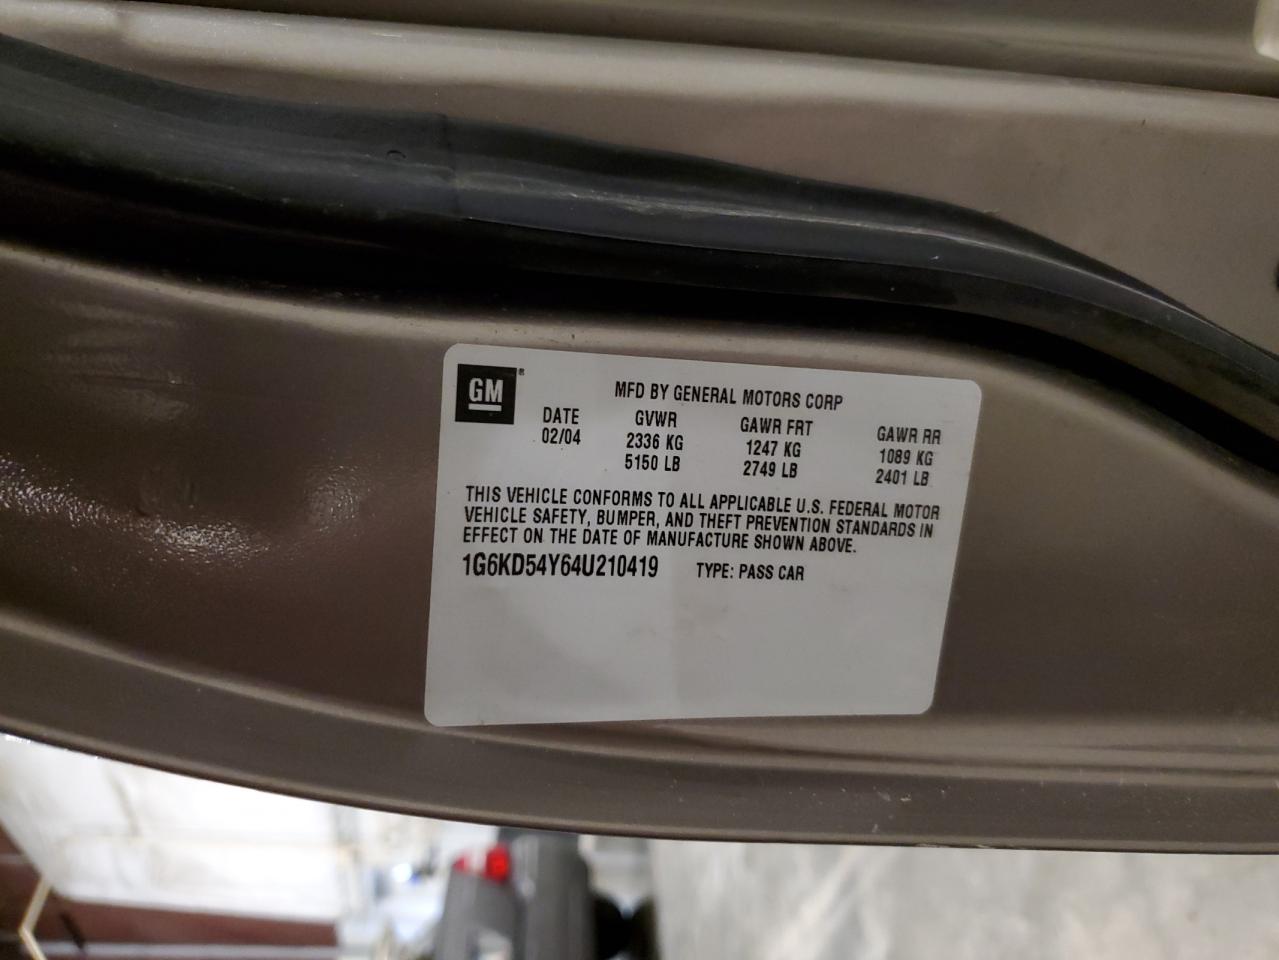 GM®
MFD BY GENERAL MOTORS CORP
DATE GVWR GAWR FRT GAWR RR
02/04 2336 KG 1247 KG 1089 KG
5150 LB 2749 LB 2401 LB
THIS VEHICLE CONFORMS TO ALL APPLICABLE U.S. FEDERAL MOTOR
VEHICLE SAFETY, BUMPER, AND THEFT PREVENTION STANDARDS IN
EFFECT ON THE DATE OF MANUFACTURE SHOWN ABOVE.
1G6KD54Y64U210419 TYPE: PASS CAR